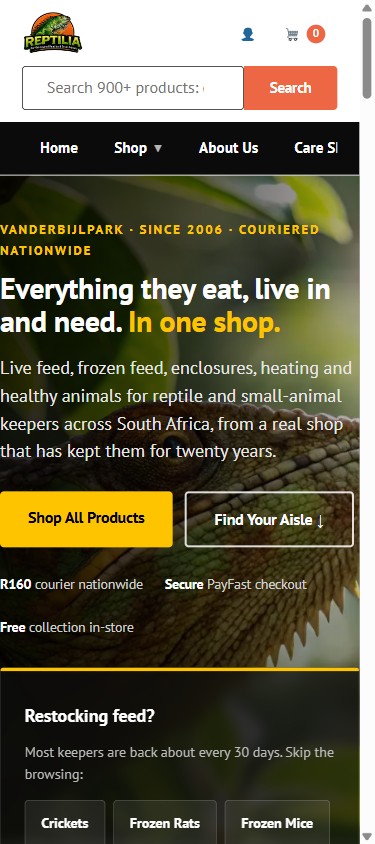 REPTILIA
0
Search 900+ products:
Search
Home Shop ▼ About Us Care
VANDERBIJLPARK · SINCE 2006 · COURIERED
NATIONWIDE
Everything they eat, live in
and need. In one shop.
Live feed, frozen feed, enclosures, heating and
healthy animals for reptile and small-animal
keepers across South Africa, from a real shop
that has kept them for twenty years.
Shop All Products Find Your Aisle ↓
R160 courier nationwide Secure PayFast checkout
Free collection in-store
Restocking feed?
Most keepers are back about every 30 days. Skip the
browsing:
Crickets Frozen Rats Frozen Mice